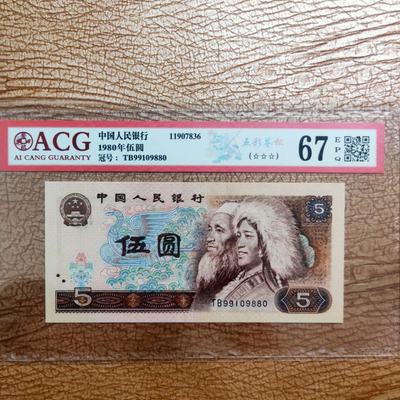 ACG
AI CANG GUARANTY
中国人民银行 11907836
1980年伍圆
冠号: TB99109880
五彩苍松
(☆☆☆)
67
E
P
Q
中国人民银行
5
伍圆
5
TB99109880
5